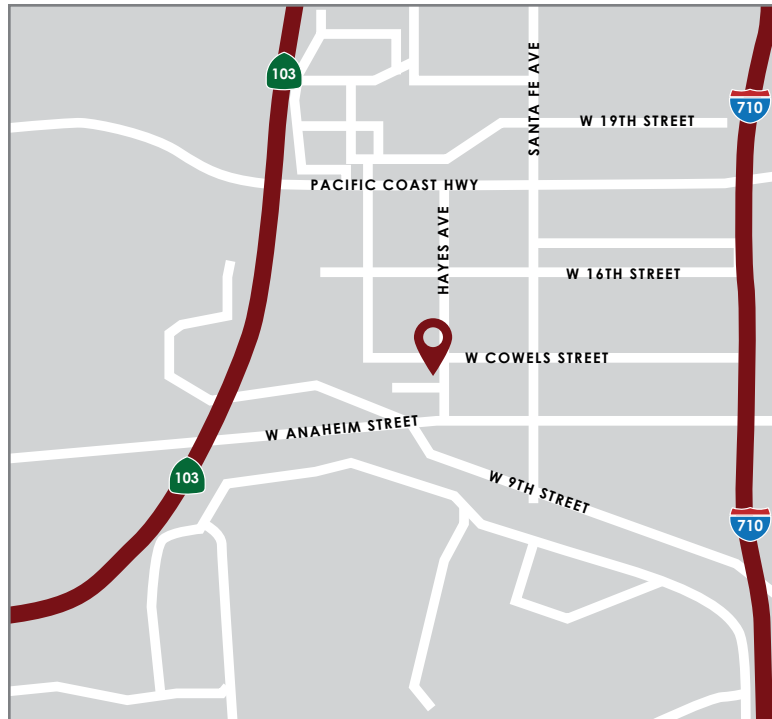 103
SANTA FE AVE
710
W 19TH STREET
PACIFIC COAST HWY
HAYES AVE
W 16TH STREET
W COWELS STREET
W ANAHEIM STREET
103
W 9TH STREET
710